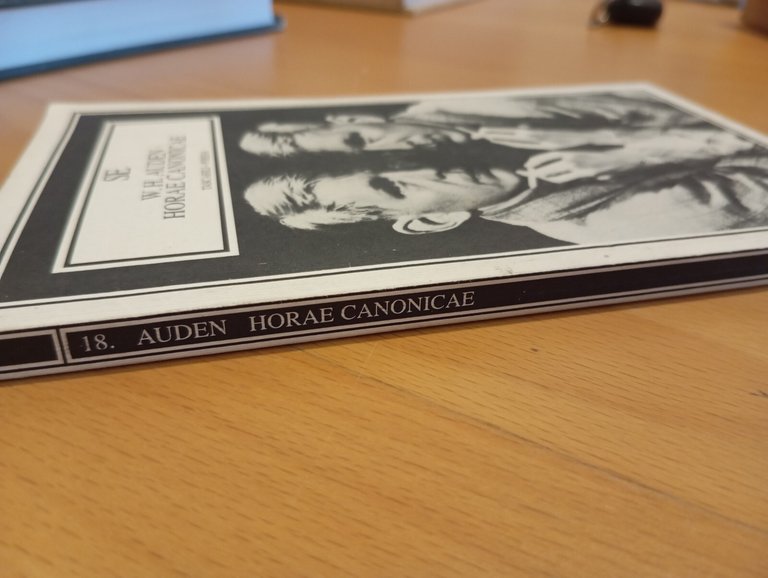 SE
W.H. AUDEN
HORAE CANONICAE
18. AUDEN HORAE CANONICAE